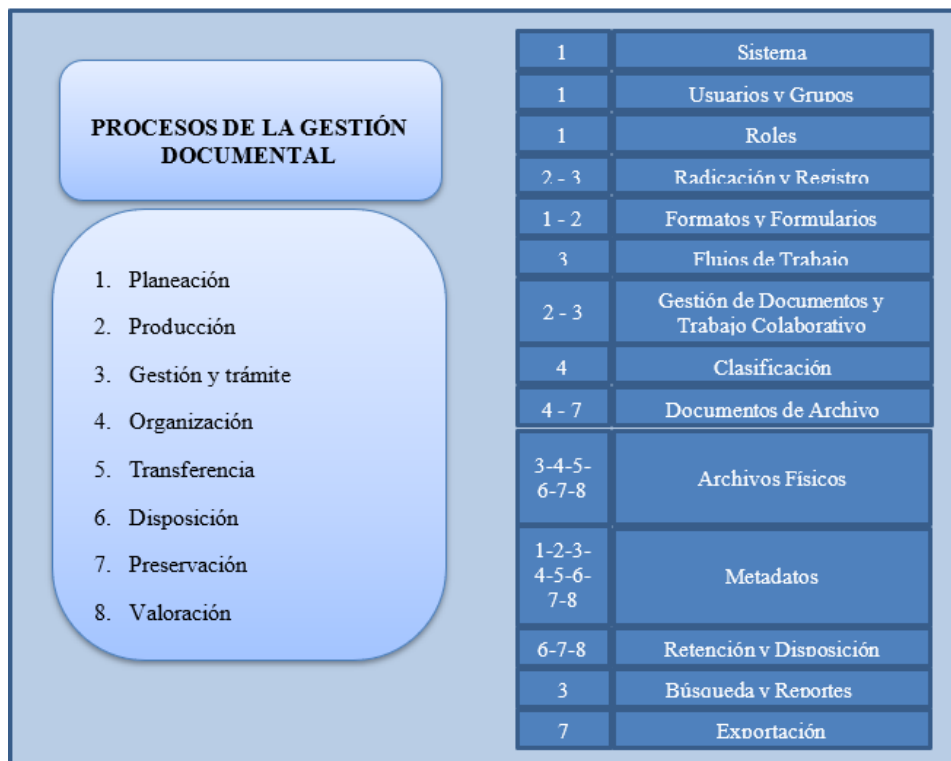 PROCESOS DE LA GESTIÓN
DOCUMENTAL
1. Planeación
2. Producción
3. Gestión y trámite
4. Organización
5. Transferencia
6. Disposición
7. Preservación
8. Valoración
1 Sistema
1 Usuarios y Grupos
1 Roles
2 - 3 Radicación y Registro
1 - 2 Formatos y Formularios
3 Flujos de Trabajo
2 - 3 Gestión de Documentos y
Trabajo Colaborativo
4 Clasificación
4 - 7 Documentos de Archivo
3-4-5-
6-7-8 Archivos Físicos
1-2-3-
4-5-6-
7-8 Metadatos
6-7-8 Retención y Disposición
3 Búsqueda y Reportes
7 Exportación